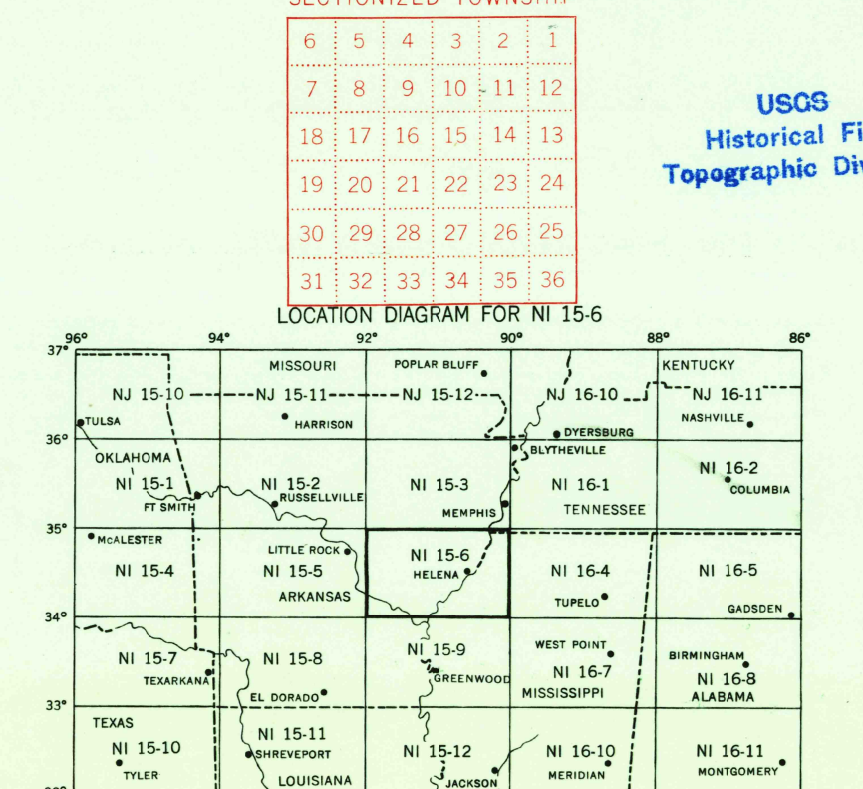 SECTIONIZED TOWNSHIP
6 5 4 3 2 1
7 8 9 10 11 12
18 17 16 15 14 13
19 20 21 22 23 24
30 29 28 27 26 25
31 32 33 34 35 36
USGS
Historical Fi
Topographic Div
LOCATION DIAGRAM FOR NI 15-6
96° 94° 92° 90° 88° 86°
37°
MISSOURI POPLAR BLUFF KENTUCKY
NJ 15-10 NJ 15-11 NJ 15-12 NJ 16-10 NJ 16-11
TULSA HARRISON NASHVILLE
DYERSBURG
36°
BLYTHEVILLE
OKLAHOMA
NI 16-2
NI 15-1 NI 15-2 NI 15-3 NI 16-1
RUSSELLVILLE COLUMBIA
FT SMITH MEMPHIS TENNESSEE
35°
McALESTER
LITTLE ROCK NI 15-6
NI 15-4 NI 15-5 HELENA NI 16-4 NI 16-5
ARKANSAS TUPELO
GADSDEN
34°
WEST POINT
NI 15-9
NI 15-7 NI 15-8 BIRMINGHAM
NI 16-7
TEXARKANA GREENWOOD NI 16-8
EL DORADO MISSISSIPPI ALABAMA
33°
TEXAS
NI 15-11
NI 15-10 NI 15-12 NI 16-10 NI 16-11
SHREVEPORT
TYLER MERIDIAN MONTGOMERY
LOUISIANA JACKSON